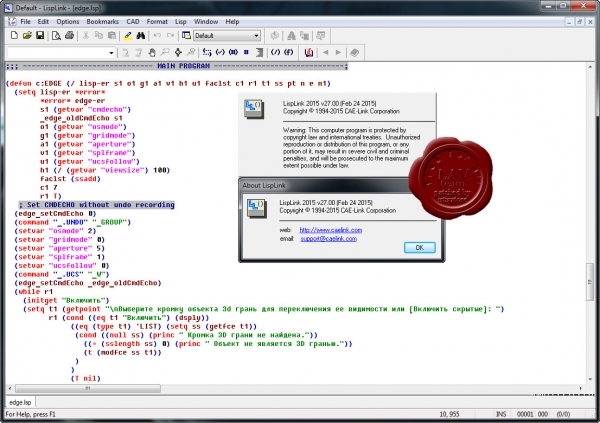 Default - LispLink - [edge.lsp]
File Edit Options Bookmarks CAD Format Lisp Window Help
Default
;;; ------------------------- MAIN PROGRAM -------------------------;
(defun c:EDGE (/ lisp-er s1 o1 g1 a1 v1 h1 u1 faclst c1 r1 t1 ss pt n e n1)
(setq lisp-er *error*
*error* edge-er
s1 (getvar "cmdecho")
_edge_oldCmdEcho s1
o1 (getvar "osmode")
g1 (getvar "gridmode")
a1 (getvar "aperture")
v1 (getvar "splframe")
u1 (getvar "ucsfollow")
h1 (/ (getvar "viewsize") 100)
faclst (ssadd)
c1 7
r1 T)
; Set CMDECHO without undo recording
(edge_setCmdEcho 0)
(command "_.UNDO" "_GROUP")
(setvar "osmode" 2)
(setvar "gridmode" 0)
(setvar "aperture" 5)
(setvar "splframe" 1)
(setvar "ucsfollow" 0)
(command "_.UCS" "_W")
(edge_setCmdEcho _edge_oldCmdEcho)
(while r1
(initget "Включить")
(setq t1 (getpoint "\nВыберите кромку объекта 3d грань для переключения ее видимости или [Включить скрытые]: ")
r1 (cond ((eq t1 "Включить") (dsply))
((eq (type t1) 'LIST) (setq ss (getfce t1))
(cond ((null ss) (princ " Кромка 3D грани не найдена."))
((= (sslength ss) 0) (princ " Объект не является 3D гранью."))
(t (modfce ss t1))
)
)
(T nil)
LispLink 2015 v27.00 [Feb 24 2015]
Copyright © 1994-2015 CAE-Link Corporation
Warning: This computer program is protected by
copyright law and international treaties. Unauthorized
reproduction or distribution of this program, or any
portion of it, may result in severe civil and criminal
penalties, and will be prosecuted to the maximum
extent possible under law.
About LispLink
LispLink 2015 v27.00 [Feb 24 2015]
Copyright © 1994-2015 CAE-Link Corporation
web: http://www.caelink.com
email: support@caelink.com
OK
LAV
team
edge.lsp
For Help, press F1
10, 955
INS
00001 000 (0/0)